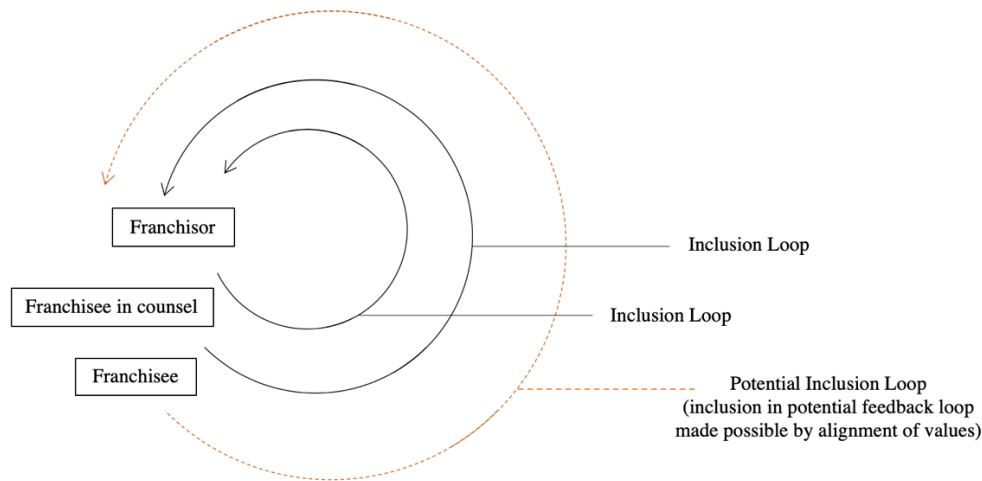 Franchisor
Inclusion Loop
Franchisee in counsel
Inclusion Loop
Franchisee
Potential Inclusion Loop
(inclusion in potential feedback loop
made possible by alignment of values)